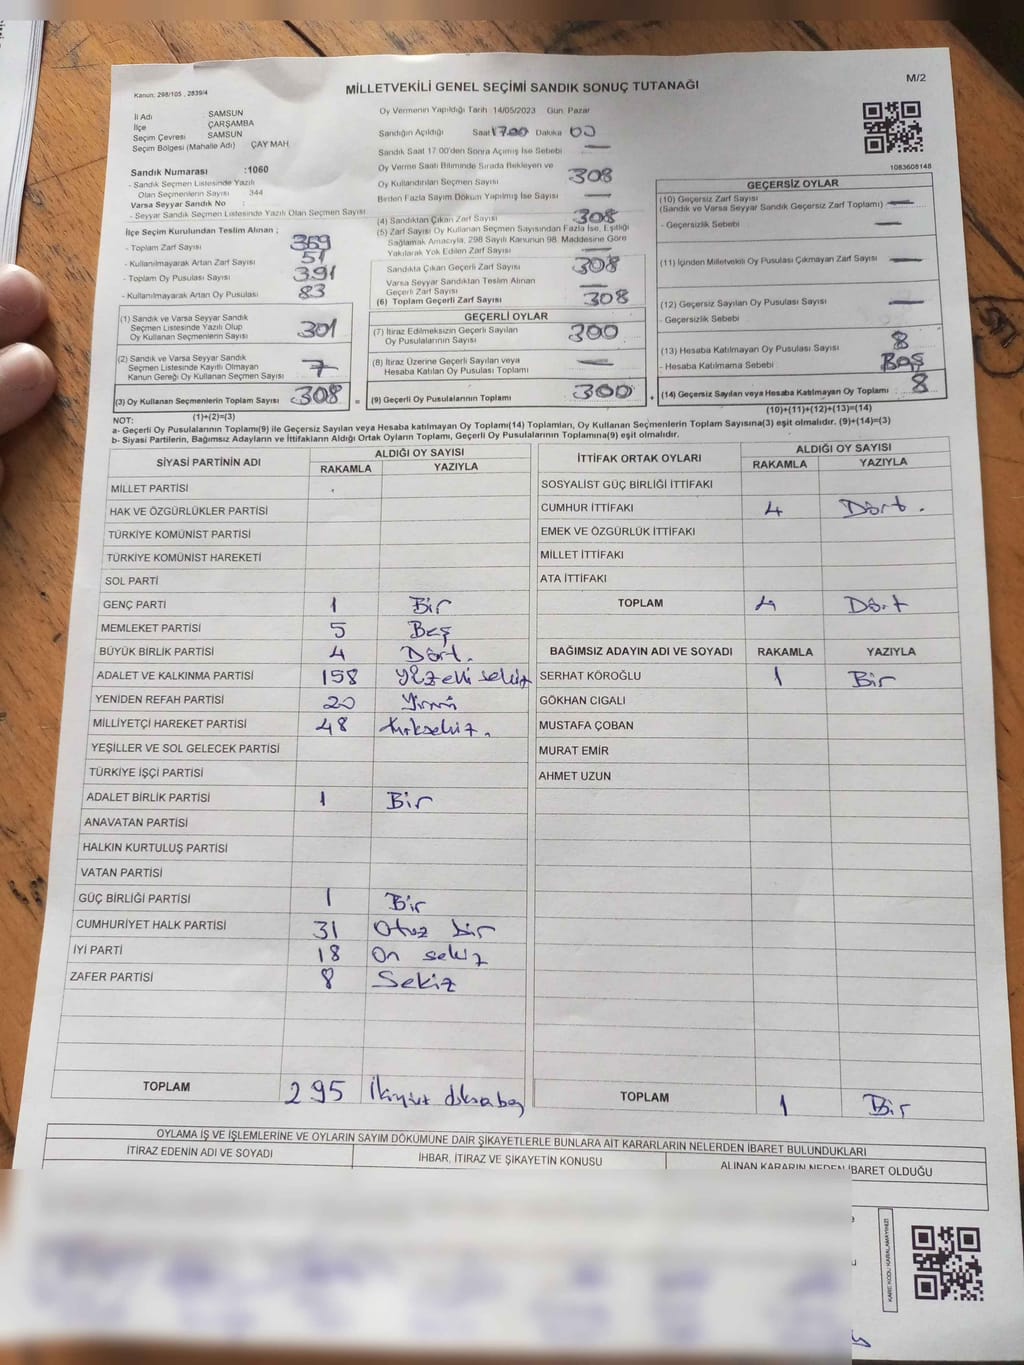 MİLLETVEKİLİ GENEL SEÇİMİ SANDIK SONUÇ TUTANAĞI
M/2
Kanun: 298/105, 2839/4
İl Adı SAMSUN
İlçe ÇARŞAMBA
Seçim Çevresi SAMSUN
Seçim Bölgesi (Mahalle Adı) ÇAY MAH
Sandık Numarası :1060
- Sandık Seçmen Listesinde Yazılı
Olan Seçmenlerin Sayısı 344
Varsa Seyyar Sandık No :
- Seyyar Sandık Seçmen Listesinde Yazılı Olan Seçmen Sayısı
İlçe Seçim Kurulundan Teslim Alınan ;
- Toplam Zarf Sayısı 359
- Kullanılmayarak Artan Zarf Sayısı 51
- Toplam Oy Pusulası Sayısı 391
- Kullanılmayarak Artan Oy Pusulası 83
(1) Sandık ve Varsa Seyyar Sandık
Seçmen Listesinde Yazılı Olup
Oy Kullanan Seçmenlerin Sayısı 301
(2) Sandık ve Varsa Seyyar Sandık
Seçmen Listesinde Kayıtlı Olmayan
Kanun Gereği Oy Kullanan Seçmen Sayısı 7
(3) Oy Kullanan Seçmenlerin Toplam Sayısı 308 =
(1)+(2)=(3)
Oy Vermenin Yapıldığı Tarih 14/05/2023 Gün Pazar
Sandığın Açıldığı Saat 17.00 Dakika 00
Sandık Saat 17.00'den Sonra Açılmış İse Sebebi —
Oy Verme Saati Bitiminde Sırada Bekleyen ve
Oy Kullandırılan Seçmen Sayısı 308
Birden Fazla Sayım Döküm Yapılmış İse Sayısı —
(4) Sandıktan Çıkan Zarf Sayısı 308
(5) Zarf Sayısı Oy Kullanan Seçmen Sayısından Fazla İse, Eşitliği
Sağlamak Amacıyla, 298 Sayılı Kanunun 98. Maddesine Göre
Yakılarak Yok Edilen Zarf Sayısı —
Sandıkta Çıkan Geçerli Zarf Sayısı 308
Varsa Seyyar Sandıktan Teslim Alınan
Geçerli Zarf Sayısı —
(6) Toplam Geçerli Zarf Sayısı 308
GEÇERLİ OYLAR
(7) İtiraz Edilmeksizin Geçerli Sayılan
Oy Pusulalarının Sayısı 300
(8) İtiraz Üzerine Geçerli Sayılan veya
Hesaba Katılan Oy Pusulası Toplamı —
(9) Geçerli Oy Pusulalarının Toplamı 300 +
1083608148
GEÇERSİZ OYLAR
(10) Geçersiz Zarf Sayısı
(Sandık ve Varsa Seyyar Sandık Geçersiz Zarf Toplamı) —
- Geçersizlik Sebebi —
(11) İçinden Milletvekili Oy Pusulası Çıkmayan Zarf Sayısı —
(12) Geçersiz Sayılan Oy Pusulası Sayısı —
- Geçersizlik Sebebi
(13) Hesaba Katılmayan Oy Pusulası Sayısı 8
- Hesaba Katılmama Sebebi Boş
(14) Geçersiz Sayılan veya Hesaba Katılmayan Oy Toplamı 8
(10)+(11)+(12)+(13)=(14)
NOT:
a- Geçerli Oy Pusulaları Toplamı(9) ile Geçersiz Sayılan veya Hesaba katılmayan Oy Toplamı(14) Toplamları, Oy Kullanan Seçmenlerin Toplam Sayısına(3) eşit olmalıdır. (9)+(14)=(3)
b- Siyasi Partilerin, Bağımsız Adayların ve İttifakların Aldığı Ortak Oyların Toplamı, Geçerli Oy Pusulalarının Toplamına(9) eşit olmalıdır.
SİYASİ PARTİNİN ADI ALDIĞI OY SAYISI
RAKAMLA YAZIYLA
MİLLET PARTİSİ
HAK VE ÖZGÜRLÜKLER PARTİSİ
TÜRKİYE KOMÜNİST PARTİSİ
TÜRKİYE KOMÜNİST HAREKETİ
SOL PARTİ
GENÇ PARTİ 1 Bir
MEMLEKET PARTİSİ 5 Beş
BÜYÜK BİRLİK PARTİSİ 4 Dört.
ADALET VE KALKINMA PARTİSİ 158 Yüzelli sekiz
YENİDEN REFAH PARTİSİ 20 Yirmi
MİLLİYETÇİ HAREKET PARTİSİ 48 kırksekiz.
YEŞİLLER VE SOL GELECEK PARTİSİ
TÜRKİYE İŞÇİ PARTİSİ
ADALET BİRLİK PARTİSİ 1 Bir
ANAVATAN PARTİSİ
HALKIN KURTULUŞ PARTİSİ
VATAN PARTİSİ
GÜÇ BİRLİĞİ PARTİSİ 1 Bir
CUMHURİYET HALK PARTİSİ 31 Otuz bir
İYİ PARTİ 18 On sekiz
ZAFER PARTİSİ 8 Sekiz
TOPLAM 295 ikiyüz doksanbeş
İTTİFAK ORTAK OYLARI ALDIĞI OY SAYISI
RAKAMLA YAZIYLA
SOSYALİST GÜÇ BİRLİĞİ İTTİFAKI
CUMHUR İTTİFAKI 4 Dört.
EMEK VE ÖZGÜRLÜK İTTİFAKI
MİLLET İTTİFAKI
ATA İTTİFAKI
TOPLAM 4 Dört
BAĞIMSIZ ADAYIN ADI VE SOYADI RAKAMLA YAZIYLA
SERHAT KÖROĞLU 1 Bir
GÖKHAN CIGALI
MUSTAFA ÇOBAN
MURAT EMİR
AHMET UZUN
TOPLAM 1 Bir
OYLAMA İŞ VE İŞLEMLERİNE VE OYLARIN SAYIM DÖKÜMÜNE DAİR ŞİKAYETLERLE BUNLARA AİT KARARLARIN NELERDEN İBARET BULUNDUKLARI
İTİRAZ EDENİN ADI VE SOYADI İHBAR, İTİRAZ VE ŞİKAYETİN KONUSU ALINAN KARARIN NEDEN İBARET OLDUĞU
KARE KODU KARALAMAYINIZ!